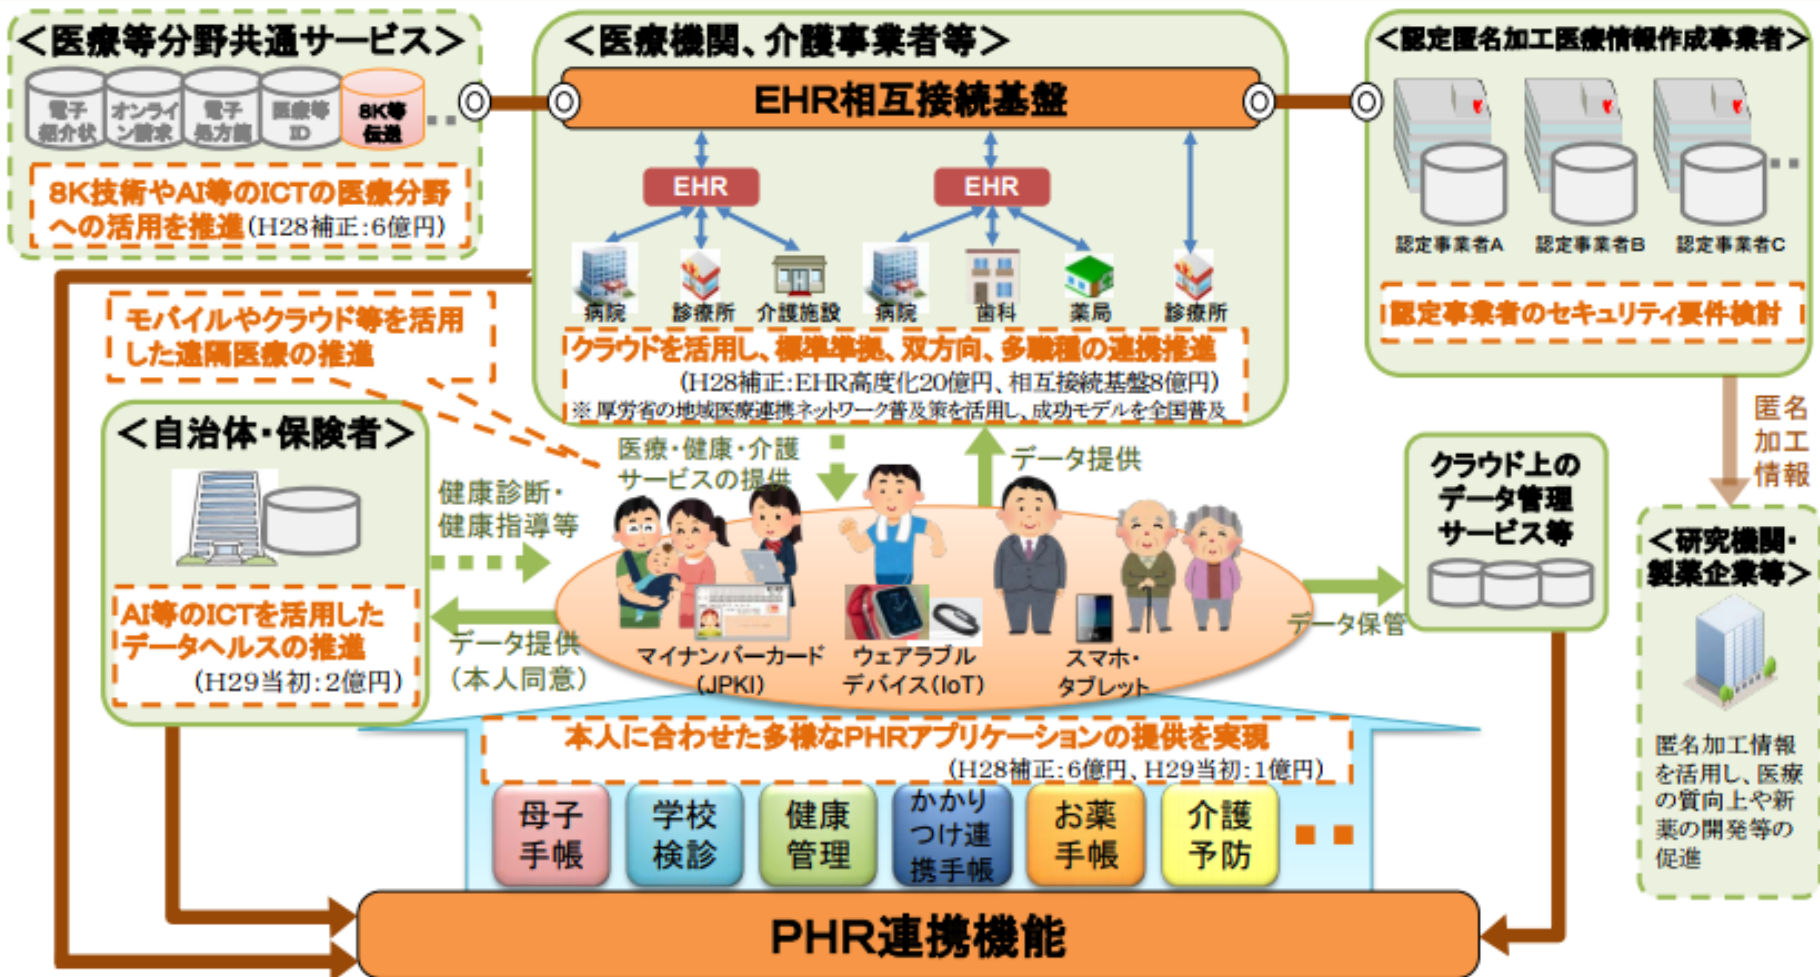 ＜医療等分野共通サービス＞
電子
紹介状
オンライ
ン請求
電子
処方箋
医療等
ID
8K等
伝送
8K技術やAI等のICTの医療分野
への活用を推進(H28補正:6億円)
＜医療機関、介護事業者等＞
EHR相互接続基盤
EHR
EHR
病院
診療所
介護施設
病院
歯科
薬局
診療所
クラウドを活用し、標準準拠、双方向、多職種の連携推進
(H28補正:EHR高度化20億円、相互接続基盤8億円)
※ 厚労省の地域医療連携ネットワーク普及策を活用し、成功モデルを全国普及
＜認定匿名加工医療情報作成事業者＞
認定事業者A
認定事業者B
認定事業者C
認定事業者のセキュリティ要件検討
モバイルやクラウド等を活用
した遠隔医療の推進
＜自治体・保険者＞
AI等のICTを活用した
データヘルスの推進
(H29当初:2億円)
健康診断・
健康指導等
データ提供
(本人同意)
医療・健康・介護
サービスの提供
データ提供
マイナンバーカード
(JPKI)
ウェアラブル
デバイス(IoT)
スマホ・
タブレット
データ保管
クラウド上の
データ管理
サービス等
匿名
加工
情報
＜研究機関・
製薬企業等＞
匿名加工情報
を活用し、医療
の質向上や新
薬の開発等の
促進
本人に合わせた多様なPHRアプリケーションの提供を実現
(H28補正:6億円、H29当初:1億円)
母子
手帳
学校
検診
健康
管理
かかり
つけ連
携手帳
お薬
手帳
介護
予防
PHR連携機能